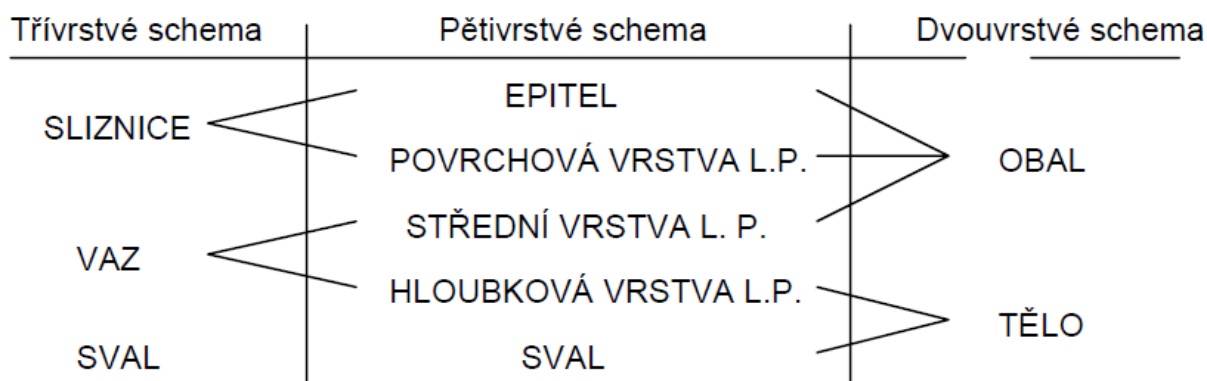 Třívrstvé schema Pětivrstvé schema Dvouvrstvé schema
EPITEL
SLIZNICE
POVRCHOVÁ VRSTVA L.P. OBAL
STŘEDNÍ VRSTVA L. P.
VAZ
HLOUBKOVÁ VRSTVA L.P.
TĚLO
SVAL SVAL